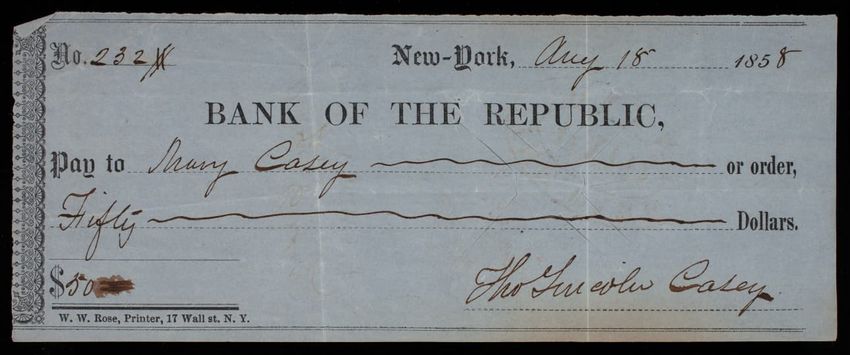 No. 232 New-York, Aug 18 1858
BANK OF THE REPUBLIC,
Pay to Mary Casey or order,
Fifty Dollars.
$50
Tho Lincoln Casey
W. W. Rose, Printer, 17 Wall st. N. Y.